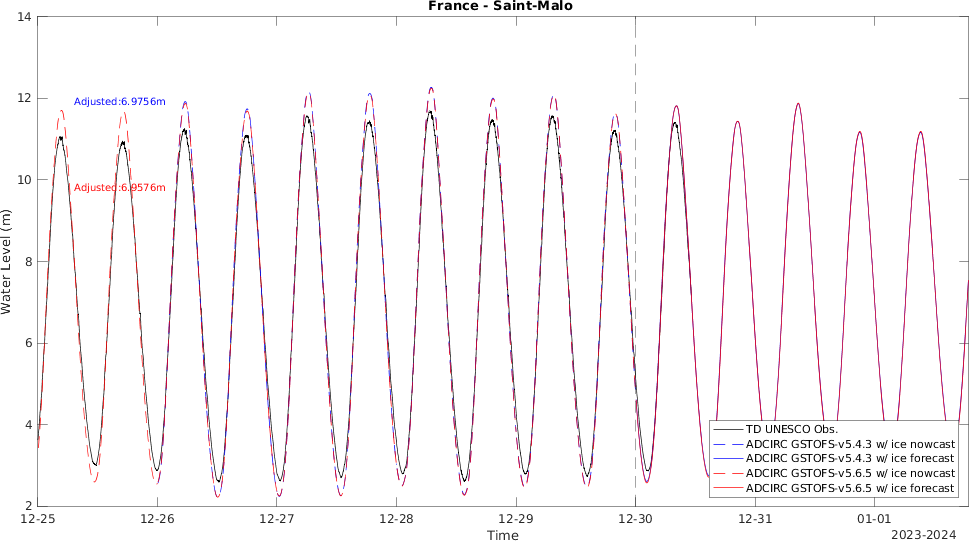 France - Saint-Malo
14
12
10
8
6
4
2
Water Level (m)
Adjusted:6.9756m
Adjusted:6.9576m
TD UNESCO Obs.
ADCIRC GSTOFS-v5.4.3 w/ ice nowcast
ADCIRC GSTOFS-v5.4.3 w/ ice forecast
ADCIRC GSTOFS-v5.6.5 w/ ice nowcast
ADCIRC GSTOFS-v5.6.5 w/ ice forecast
12-25 12-26 12-27 12-28 12-29 12-30 12-31 01-01
Time
2023-2024